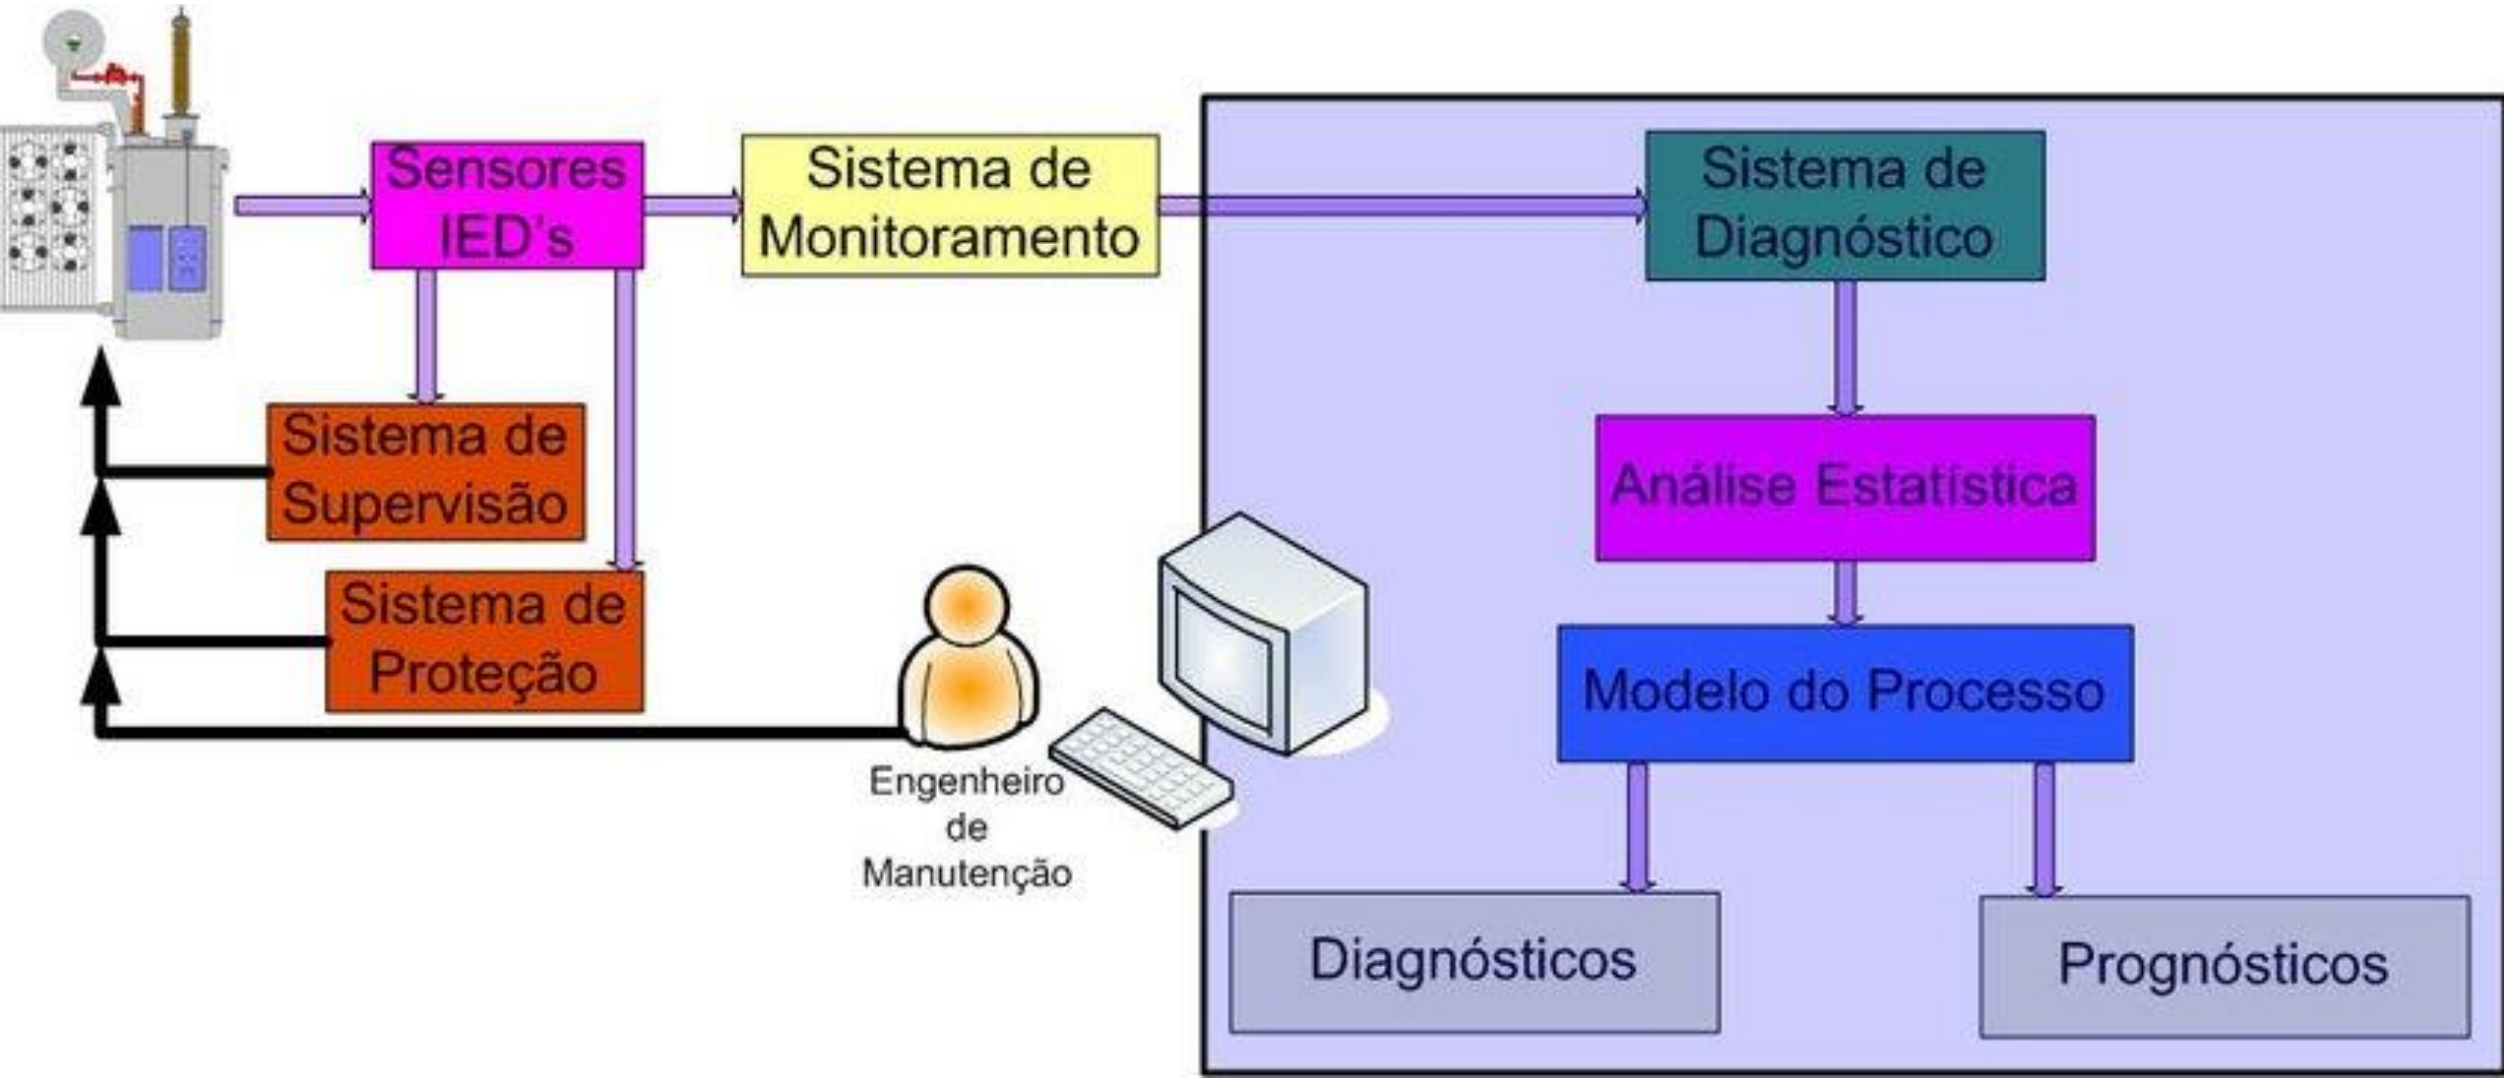 Sensores
IED's
Sistema de
Monitoramento
Sistema de
Diagnóstico
Sistema de
Supervisão
Análise Estatística
Sistema de
Proteção
Modelo do Processo
Engenheiro
de
Manutenção
Diagnósticos
Prognósticos